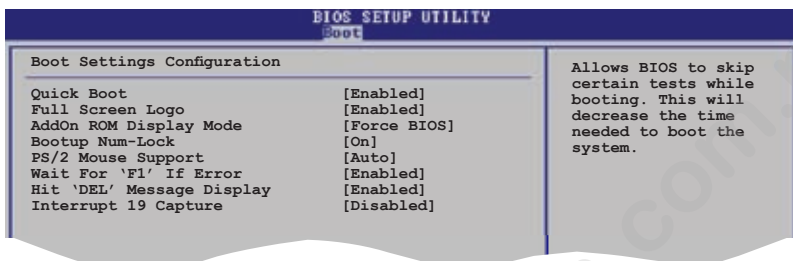 BIOS SETUP UTILITY
Boot
Boot Settings Configuration
Quick Boot [Enabled]
Full Screen Logo [Enabled]
AddOn ROM Display Mode [Force BIOS]
Bootup Num-Lock [On]
PS/2 Mouse Support [Auto]
Wait For ‘F1’ If Error [Enabled]
Hit ‘DEL’ Message Display [Enabled]
Interrupt 19 Capture [Disabled]
Allows BIOS to skip
certain tests while
booting. This will
decrease the time
needed to boot the
system.
com.